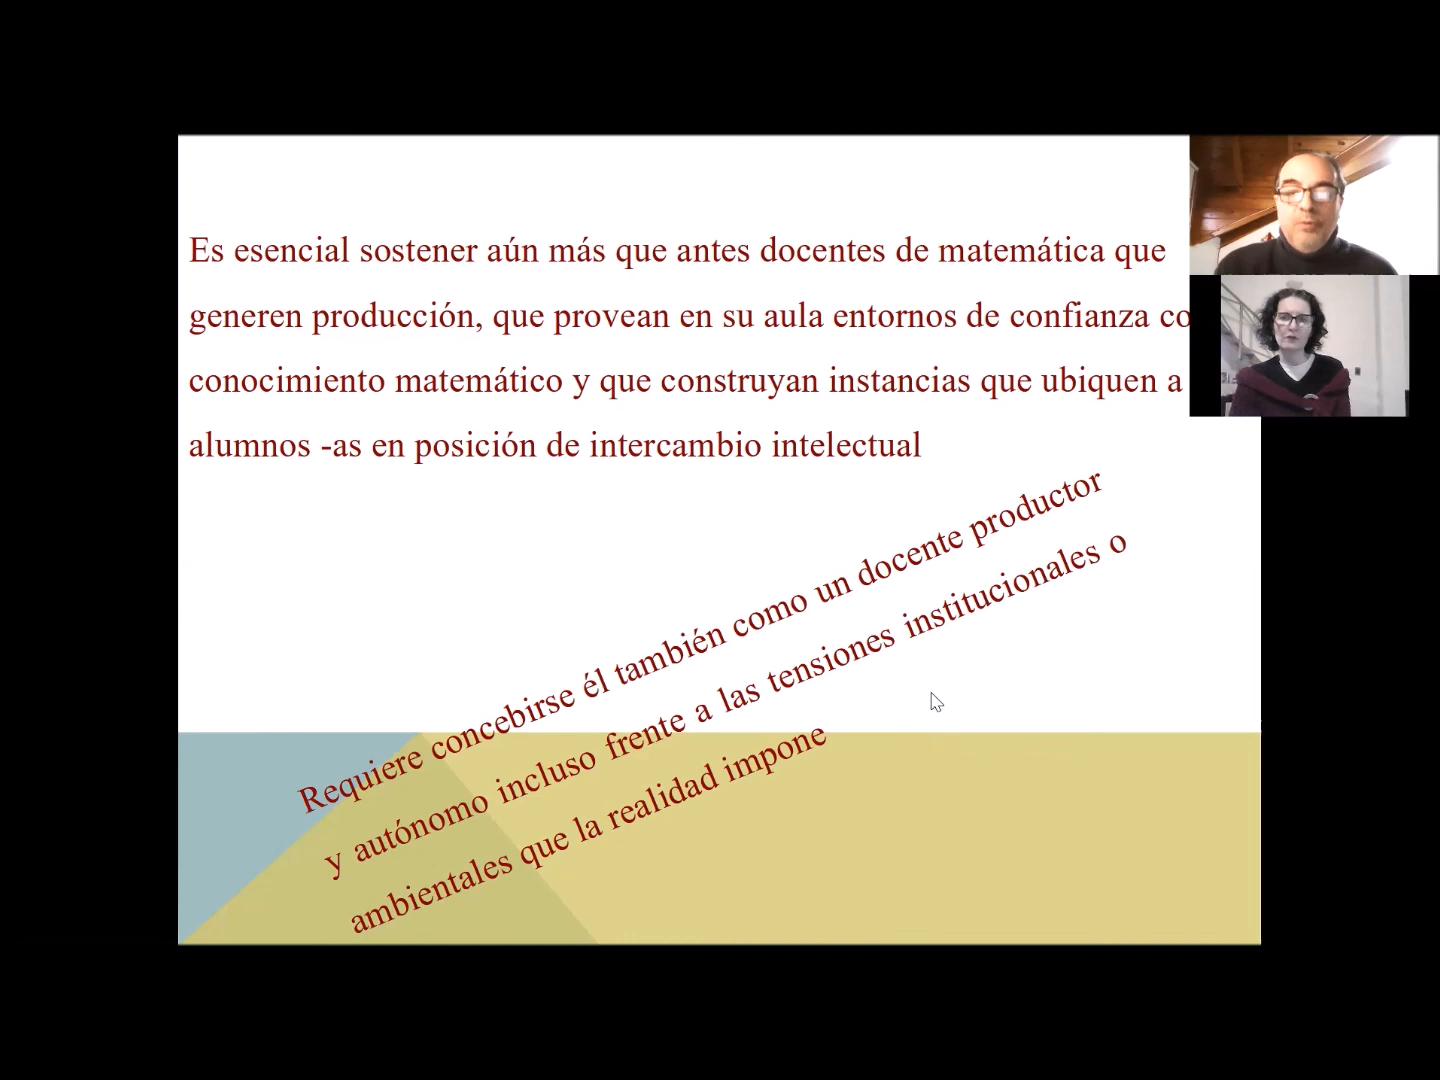 Es esencial sostener aún más que antes docentes de matemática que
generen producción, que provean en su aula entornos de confianza
conocimiento matemático y que construyan instancias que ubiquen a
alumnos -as en posición de intercambio intelectual
Requiere concebirse él también como un docente productor
y autónomo incluso frente a las tensiones institucionales o
ambientales que la realidad impone